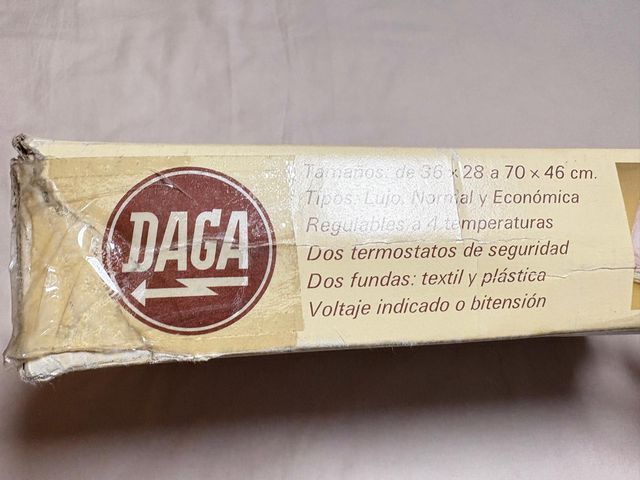 DAGA
Tamaños: de 36 x 28 a 70 x 46 cm.
Tipos: Lujo, Normal y Económica
Regulables a 4 temperaturas
Dos termostatos de seguridad
Dos fundas: textil y plástica
Voltaje indicado o bitensión